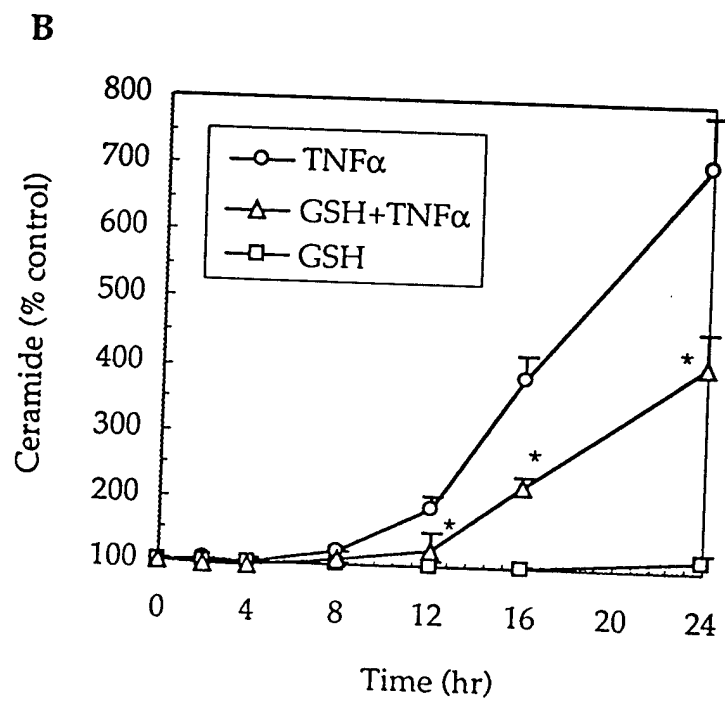 B
800
700
600
500
400
300
200
100
Ceramide (% control)
TNFα
GSH+TNFα
GSH
*
*
*
0 4 8 12 16 20 24
Time (hr)